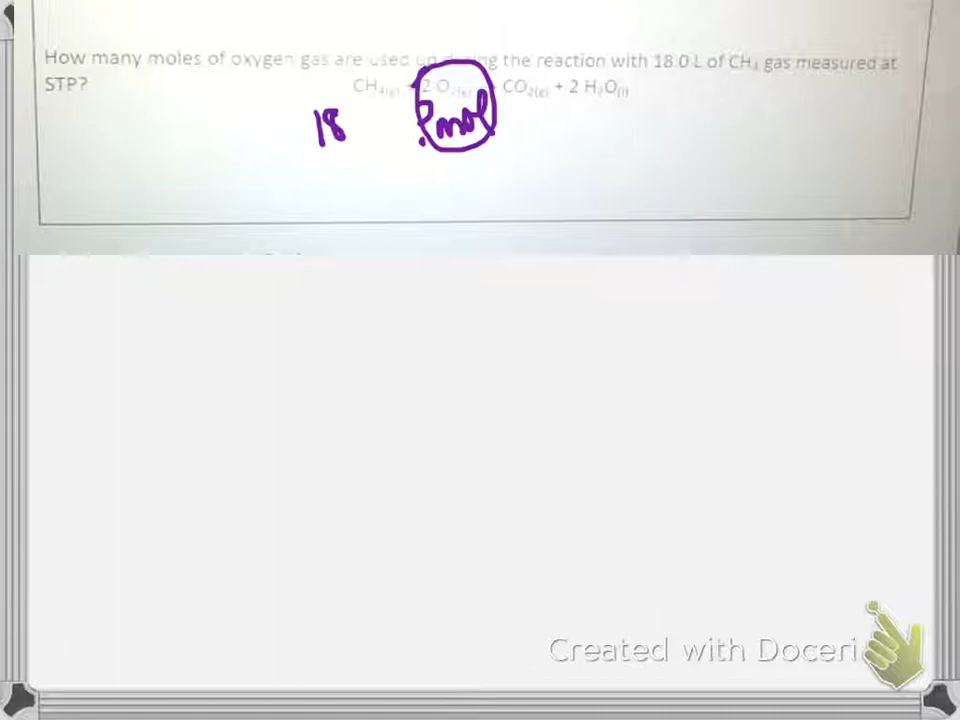 How many moles of oxygen gas are used up during the reaction with 18.0 L of CH₄ gas measured at
STP?
CH₄(g) + 2 O₂(g) → CO₂(g) + 2 H₂O(l)
18 ? mol
Created with Doceri